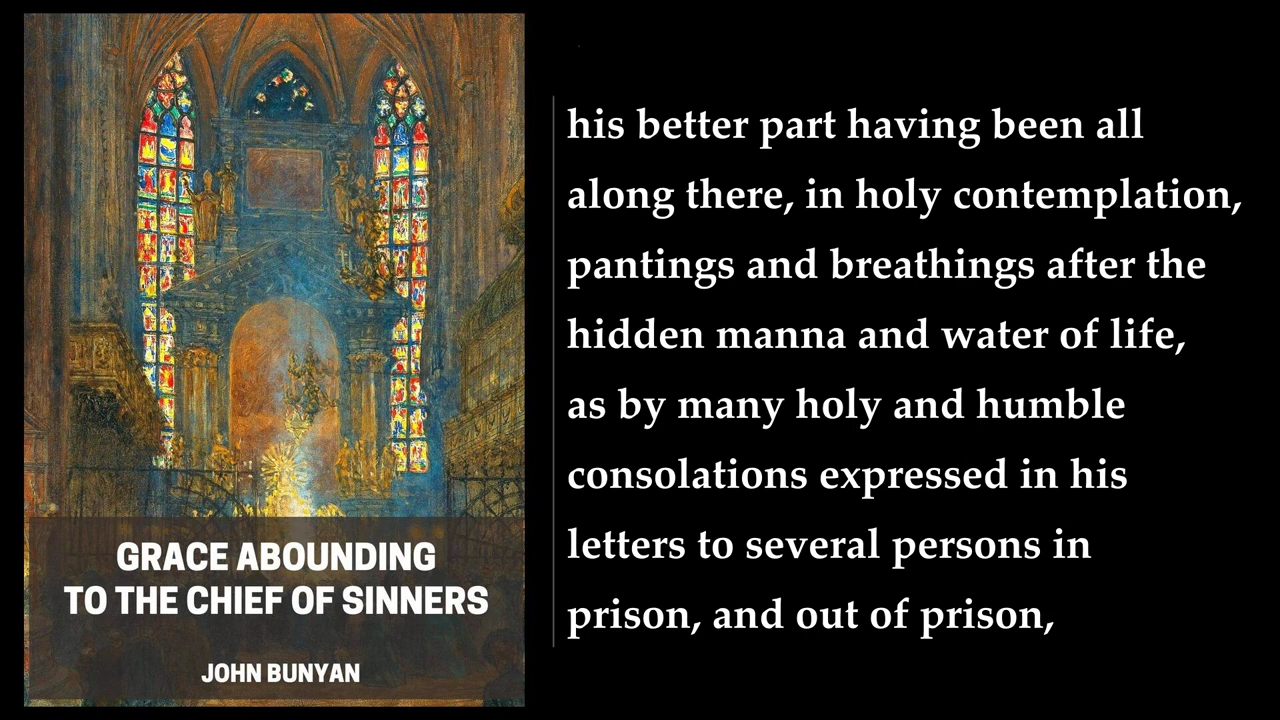 GRACE ABOUNDING
TO THE CHIEF OF SINNERS
JOHN BUNYAN
his better part having been all
along there, in holy contemplation,
pantings and breathings after the
hidden manna and water of life,
as by many holy and humble
consolations expressed in his
letters to several persons in
prison, and out of prison,